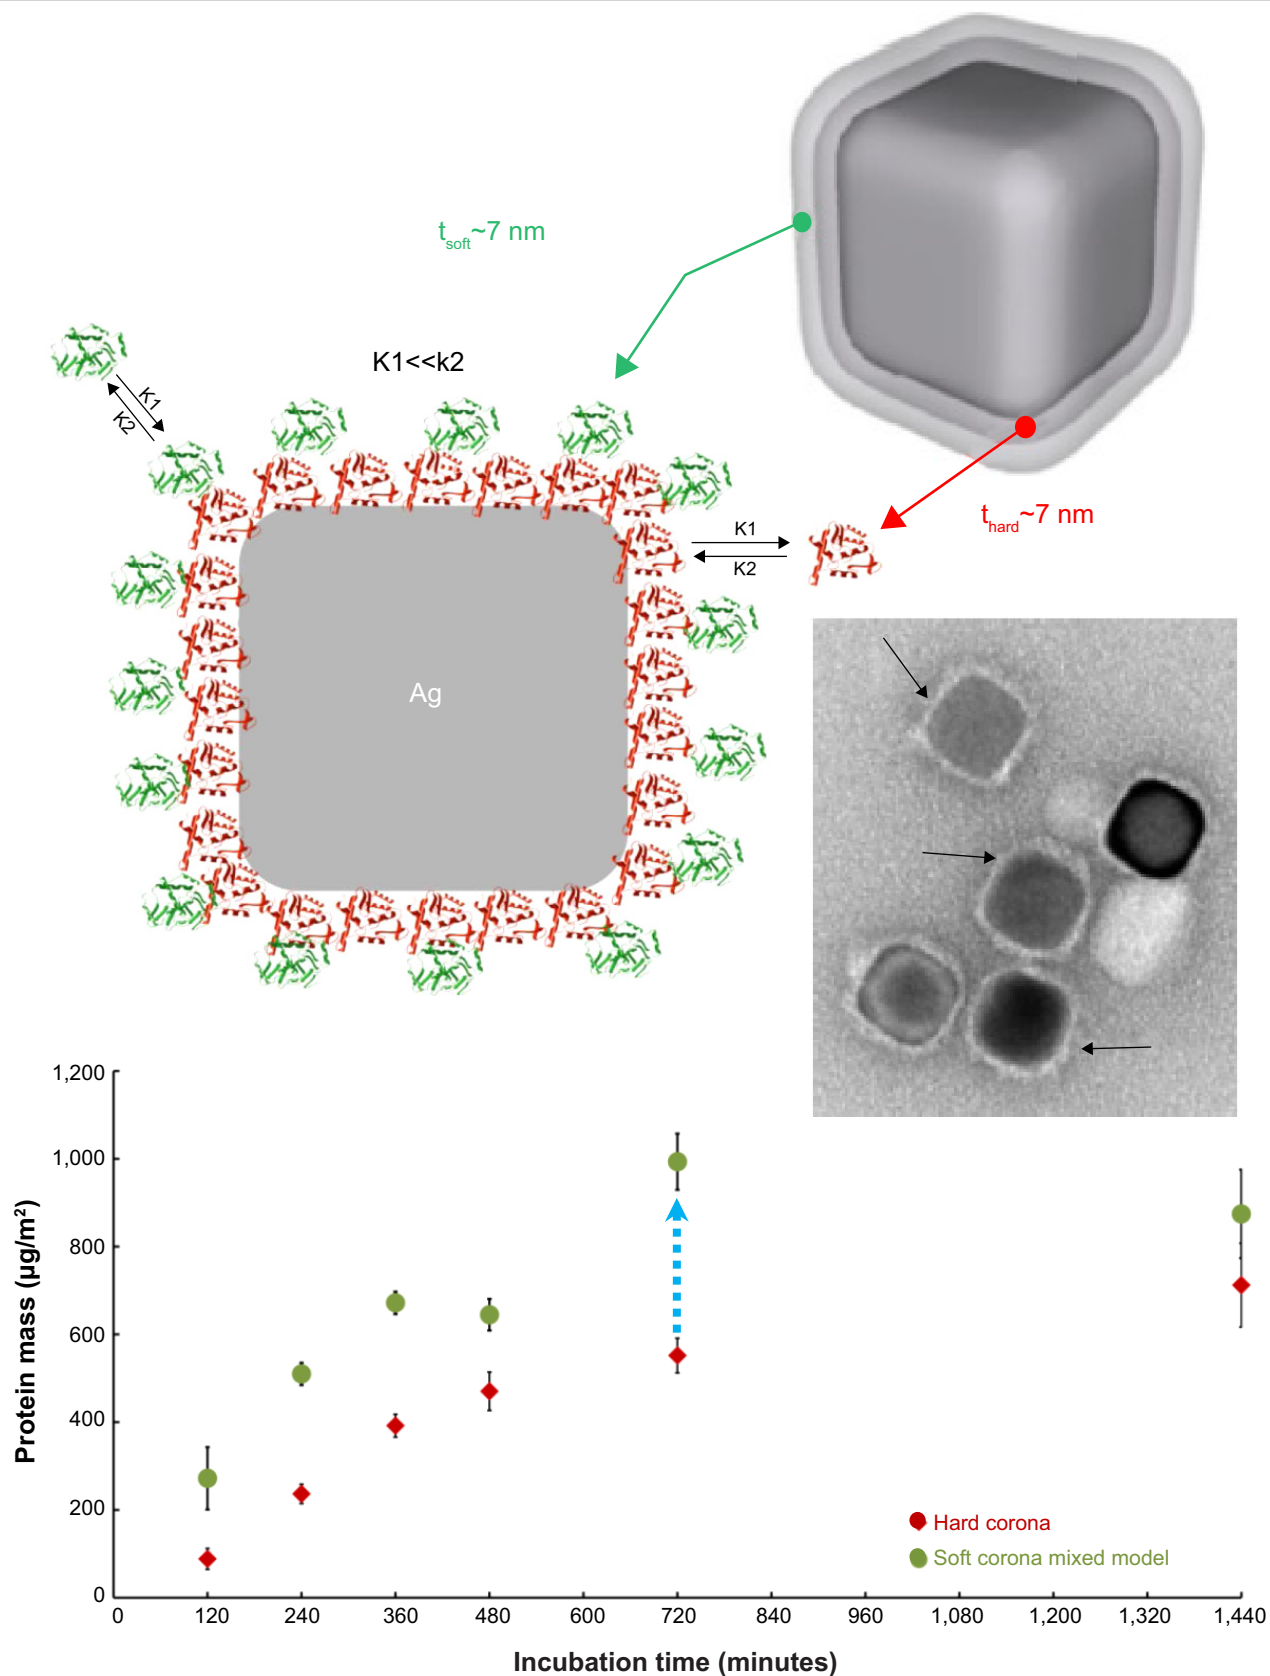 t_soft~7 nm
K1<<k2
K1
K2
K1
K2
t_hard~7 nm
Ag
1,200
1,000
800
600
400
200
0
Protein mass (µg/m²)
Hard corona
Soft corona mixed model
0 120 240 360 480 600 720 840 960 1,080 1,200 1,320 1,440
Incubation time (minutes)